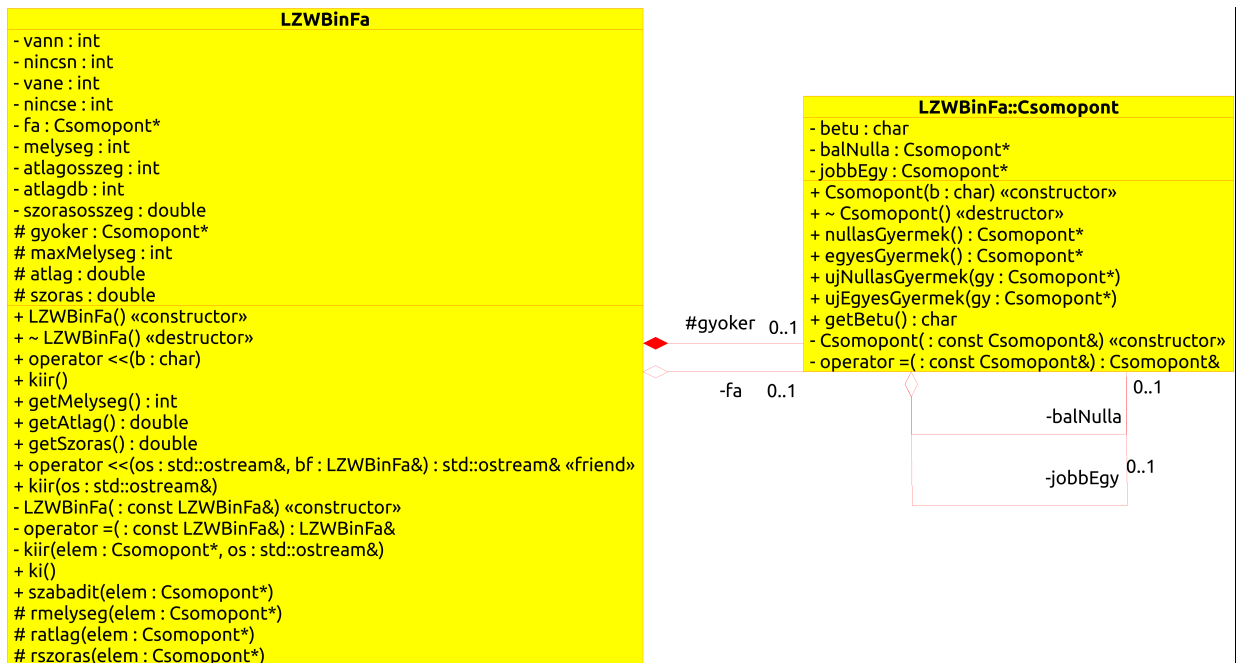 LZWBinFa
- vann : int
- nincsn : int
- vane : int
- nincse : int
- fa : Csomopont*
- melyseg : int
- atlagosszeg : int
- atlagdb : int
- szorasosszeg : double
# gyoker : Csomopont*
# maxMelyseg : int
# atlag : double
# szoras : double
+ LZWBinFa() «constructor»
+ ~ LZWBinFa() «destructor»
+ operator <<(b : char)
+ kiir()
+ getMelyseg() : int
+ getAtlag() : double
+ getSzoras() : double
+ operator <<(os : std::ostream&, bf : LZWBinFa&) : std::ostream& «friend»
+ kiir(os : std::ostream&)
- LZWBinFa( : const LZWBinFa&) «constructor»
- operator =( : const LZWBinFa&) : LZWBinFa&
- kiir(elem : Csomopont*, os : std::ostream&)
+ ki()
+ szabadit(elem : Csomopont*)
# rmelyseg(elem : Csomopont*)
# ratlag(elem : Csomopont*)
# rszoras(elem : Csomopont*)
#gyoker 0..1
-fa 0..1
LZWBinFa::Csomopont
- betu : char
- balNulla : Csomopont*
- jobbEgy : Csomopont*
+ Csomopont(b : char) «constructor»
+ ~ Csomopont() «destructor»
+ nullasGyermek() : Csomopont*
+ egyesGyermek() : Csomopont*
+ ujNullasGyermek(gy : Csomopont*)
+ ujEgyesGyermek(gy : Csomopont*)
+ getBetu() : char
- Csomopont( : const Csomopont&) «constructor»
- operator =( : const Csomopont&) : Csomopont&
0..1
-balNulla
0..1
-jobbEgy